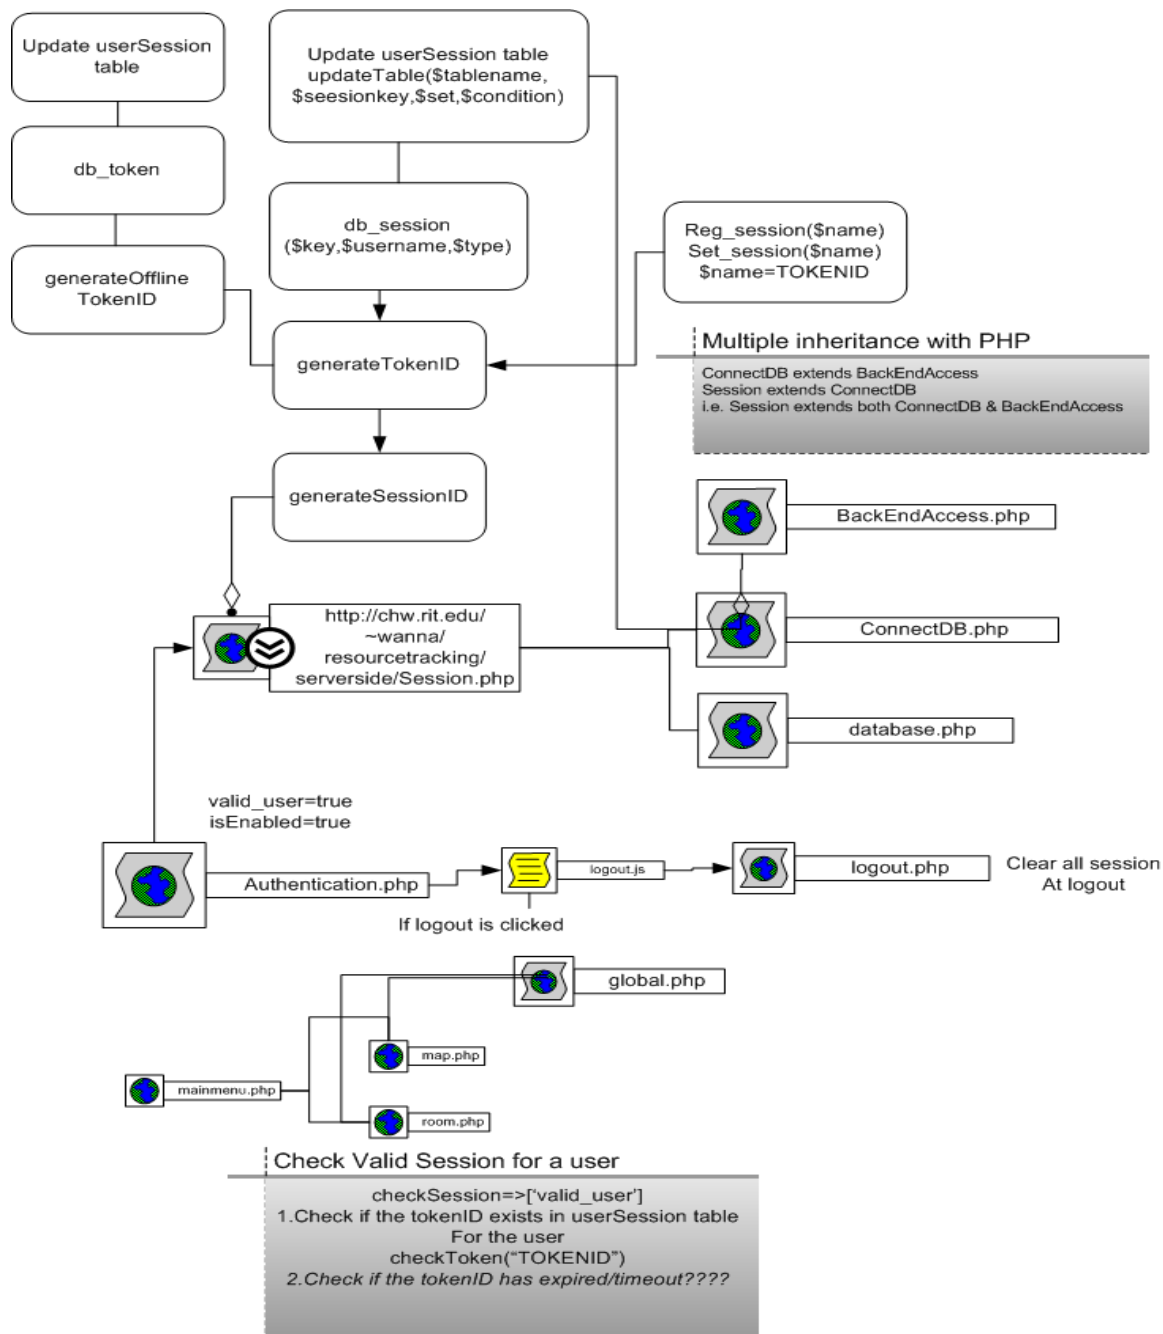 Update userSession
table
Update userSession table
updateTable($tablename,
$seesionkey,$set,$condition)
db_token
db_session
($key,$username,$type)
Reg_session($name)
Set_session($name)
$name=TOKENID
generateOffline
TokenID
generateTokenID
Multiple inheritance with PHP
ConnectDB extends BackEndAccess
Session extends ConnectDB
i.e. Session extends both ConnectDB & BackEndAccess
generateSessionID
BackEndAccess.php
http://chw.rit.edu/
~wanna/
resourcetracking/
serverside/Session.php
ConnectDB.php
database.php
valid_user=true
isEnabled=true
Authentication.php
logout.js
logout.php
Clear all session
At logout
If logout is clicked
global.php
map.php
mainmenu.php
room.php
Check Valid Session for a user
checkSession=>['valid_user']
1.Check if the tokenID exists in userSession table
For the user
checkToken(“TOKENID”)
2.Check if the tokenID has expired/timeout????